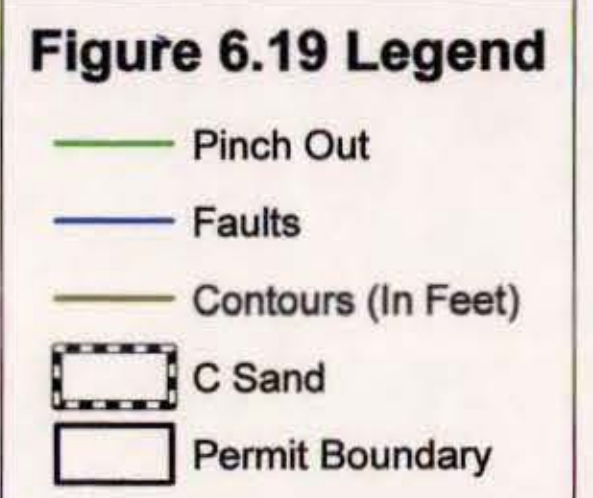 Figure 6.19 Legend
Pinch Out
Faults
Contours (In Feet)
C Sand
Permit Boundary